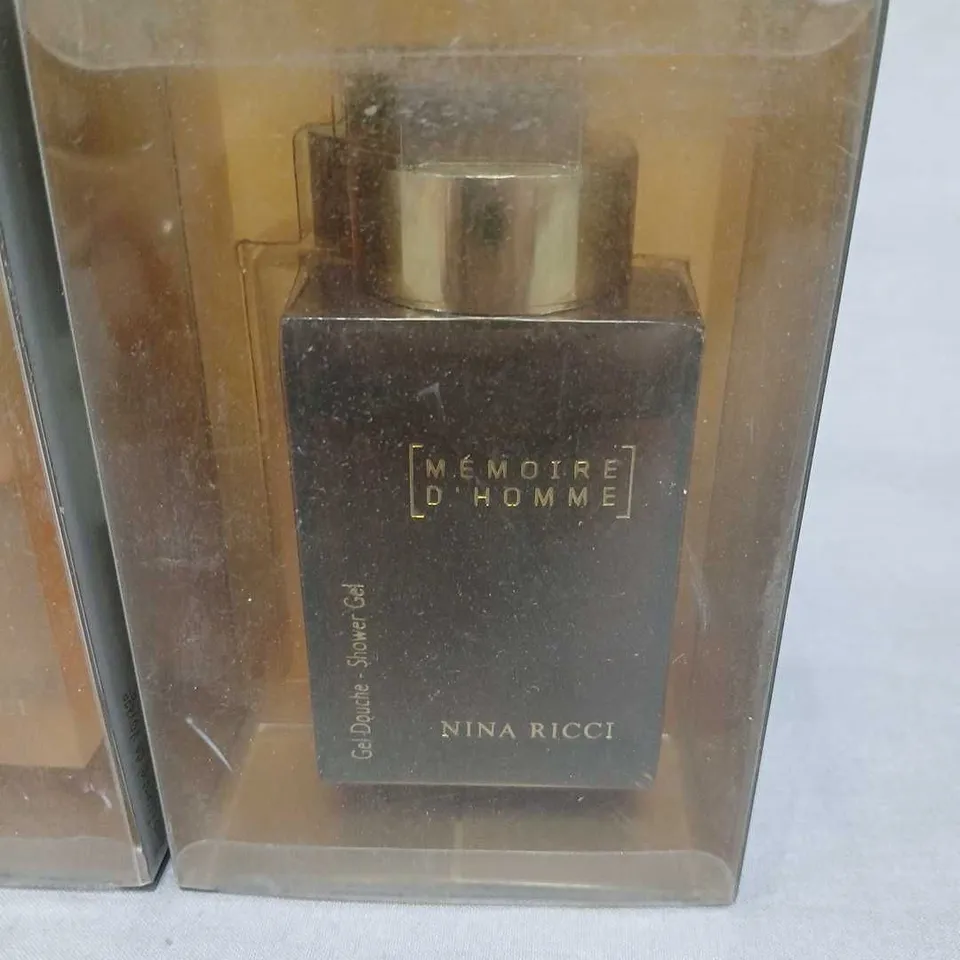 [MÉMOIRE
D'HOMME]
Gel Douche - Shower Gel
NINA RICCI